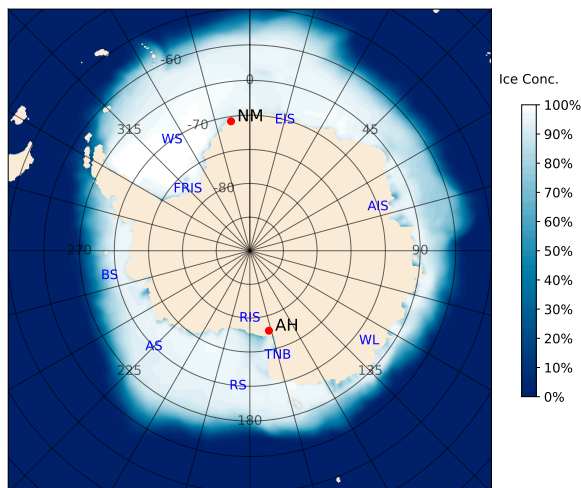 -60
Ice Conc.
0
100%
NM
EIS
90%
-70
315
45
WS
80%
70%
FRIS
-80
60%
AIS
50%
270
90
40%
BS
30%
RIS
AH
20%
WL
AS
TNB
10%
225
135
RS
0%
180